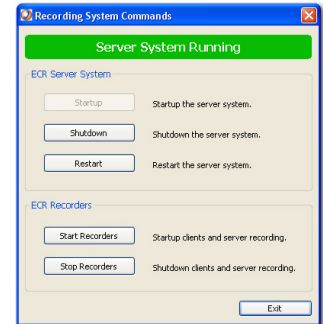 Recording System Commands
Server System Running
ECR Server System
Startup Startup the server system.
Shutdown Shutdown the server system.
Restart Restart the server system.
ECR Recorders
Start Recorders Startup clients and server recording.
Stop Recorders Shutdown clients and server recording.
Exit